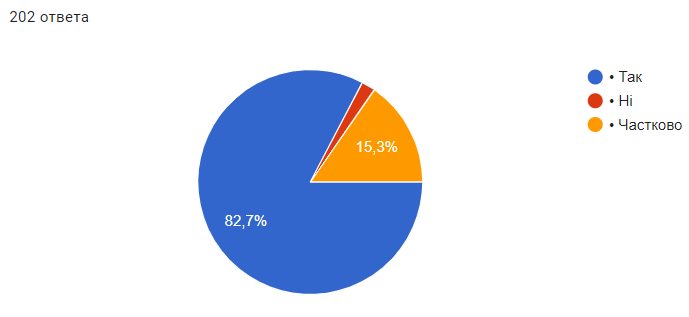 202 ответа
• Так
• Ні
• Частково
15,3%
82,7%